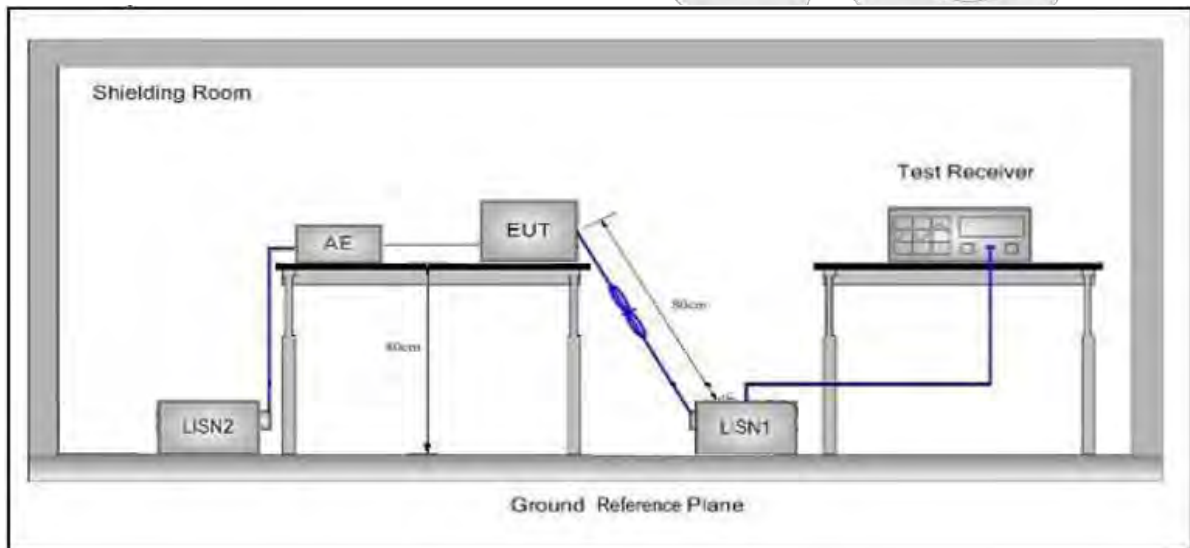 Shielding Room
Test Receiver
AE
EUT
80cm
80cm
LISN2
LISN1
Ground Reference Plane